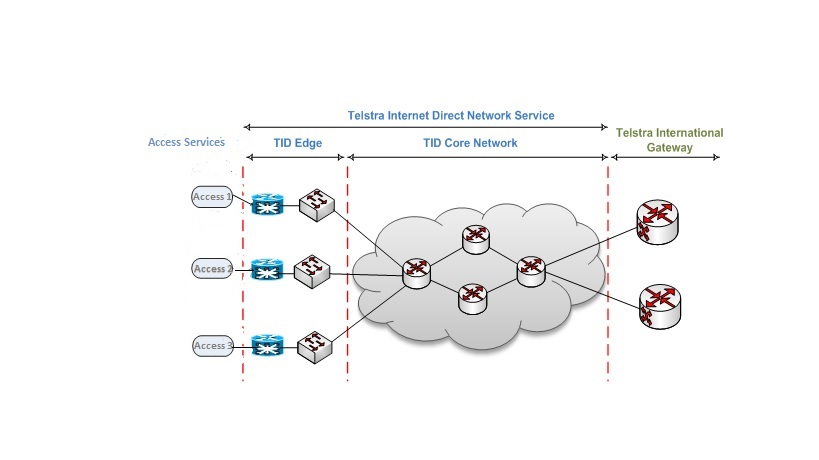 Telstra Internet Direct Network Service
Access Services
TID Edge
TID Core Network
Telstra International
Gateway
Access 1
Access 2
Access 3